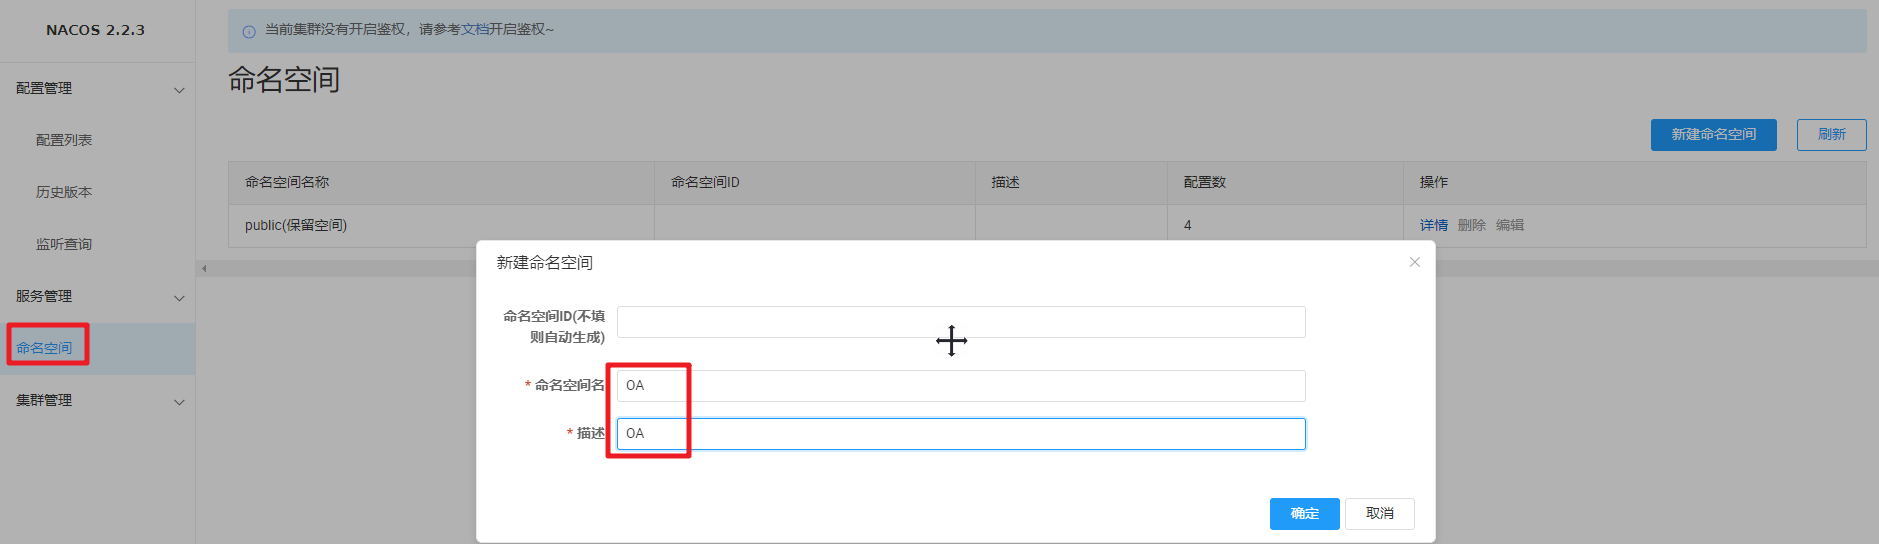 NACOS 2.2.3
配置管理
配置列表
历史版本
监听查询
服务管理
命名空间
集群管理
当前集群没有开启鉴权，请参考文档开启鉴权~
命名空间
新建命名空间 刷新
命名空间名称 命名空间ID 描述 配置数 操作
public(保留空间) 4 详情 删除 编辑
新建命名空间
命名空间ID(不填
则自动生成)
* 命名空间名 OA
* 描述 OA
确定 取消